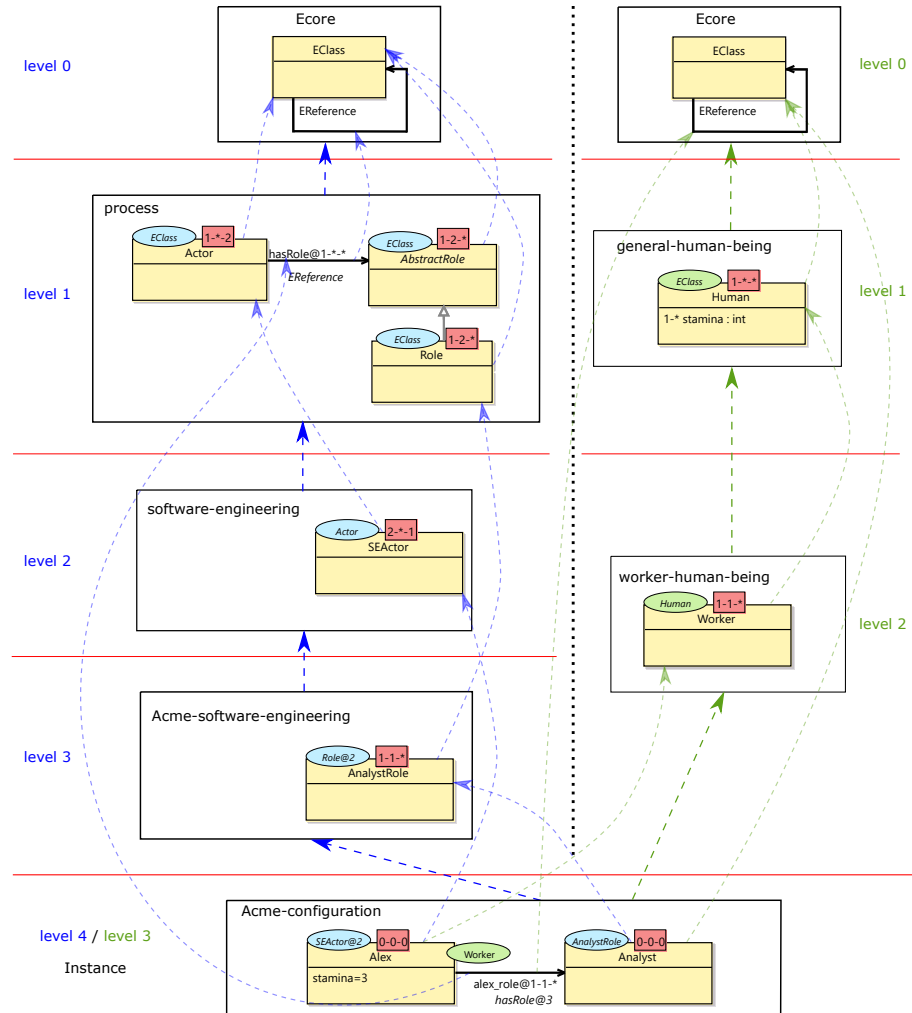 Ecore
Ecore
level 0
EClass
EReference
EClass
EReference
level 0
process
EClass
1-*-2
Actor
hasRole@1-*-*
EReference
EClass
1-2-*
AbstractRole
level 1
EClass
1-2-*
Role
general-human-being
EClass
1-*-*
Human
1-* stamina : int
level 1
software-engineering
Actor
2-*-1
SEActor
level 2
worker-human-being
Human
1-1-*
Worker
level 2
Acme-software-engineering
Role@2
1-1-*
AnalystRole
level 3
Acme-configuration
level 4 / level 3
Instance
SEActor@2
0-0-0
Alex
stamina=3
Worker
alex_role@1-1-*
hasRole@3
AnalystRole
0-0-0
Analyst